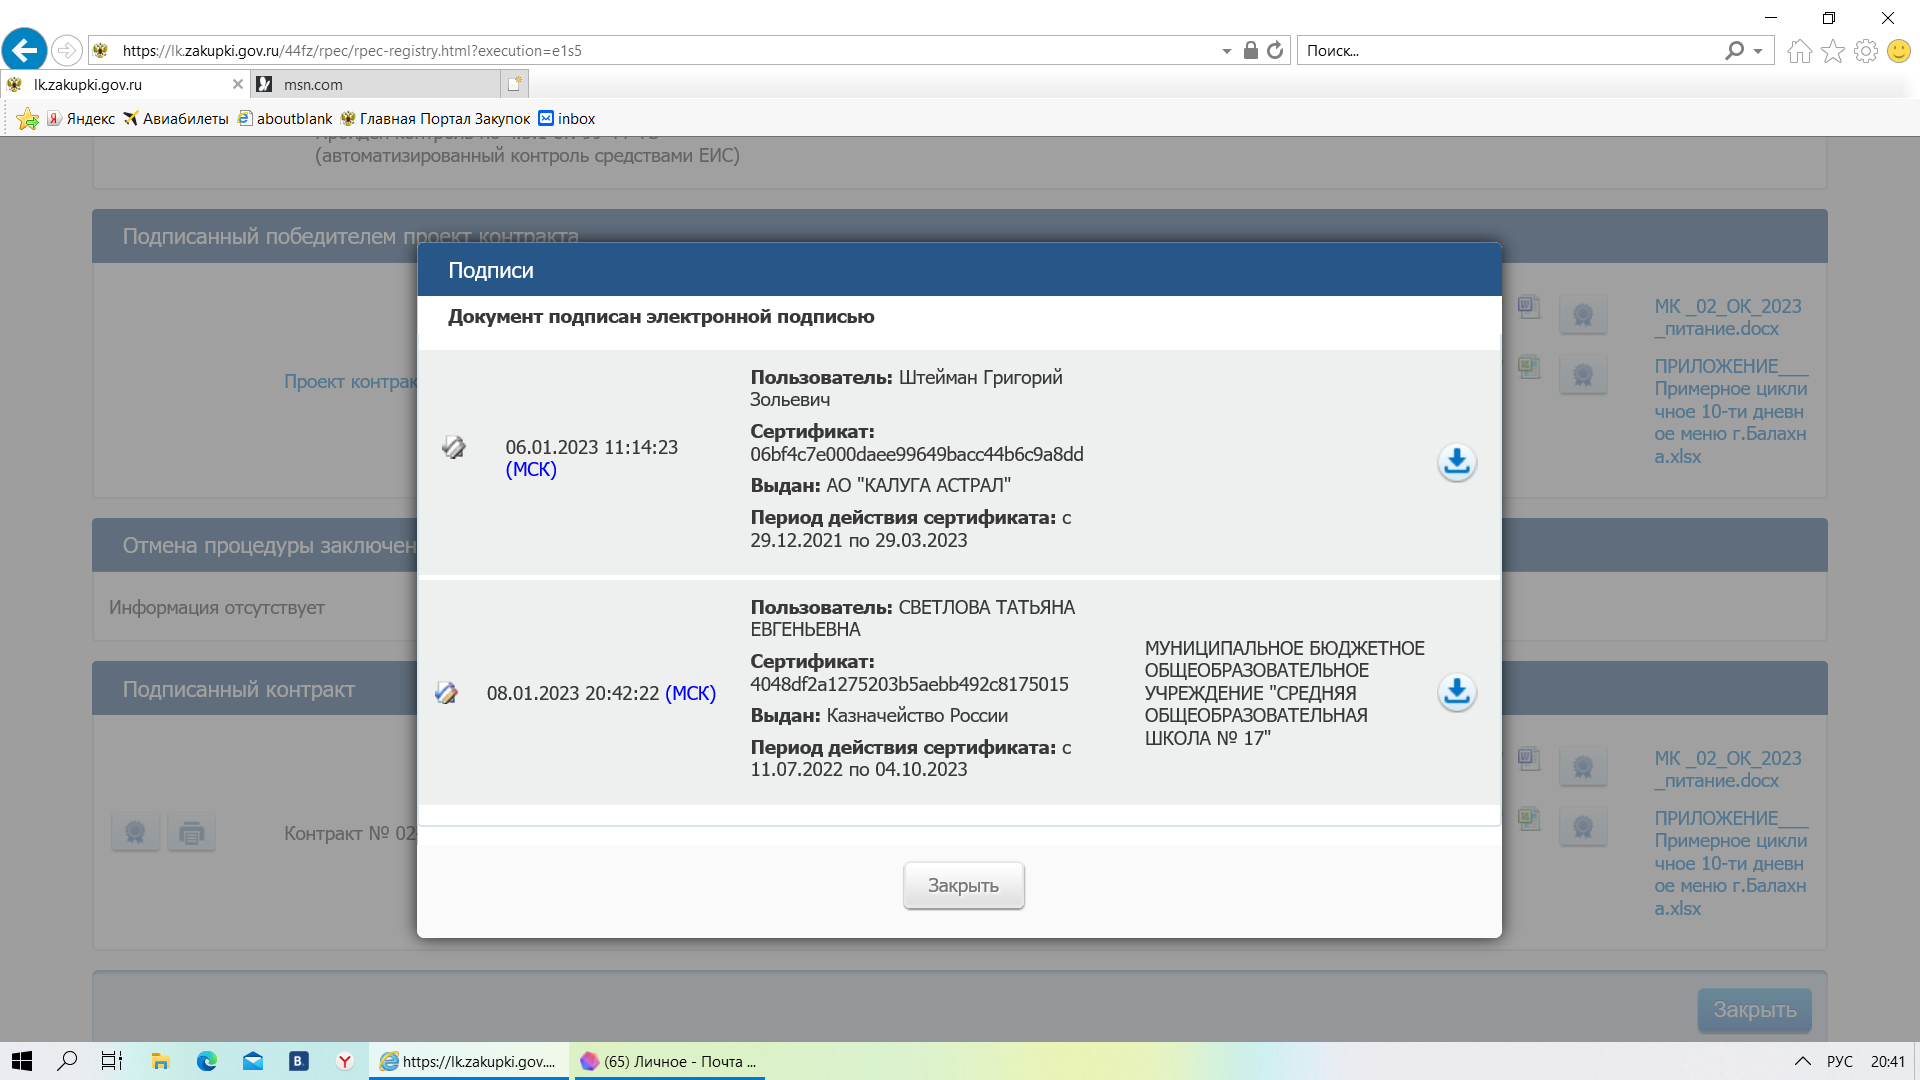 https://lk.zakupki.gov.ru/44fz/rpec/rpec-registry.html?execution=e1s5
Поиск...
lk.zakupki.gov.ru
msn.com
Яндекс
Авиабилеты
aboutblank
Главная Портал Закупок
inbox
(автоматизированный контроль средствами ЕИС)
Подписанный победителем проект контракта
Подписи
Документ подписан электронной подписью
МК _02_ОК_2023
_питание.docx
Проект контрак
ПРИЛОЖЕНИЕ___
Примерное цикли
чное 10-ти дневн
ое меню г.Балахн
а.xlsx
06.01.2023 11:14:23
(МСК)
Пользователь: Штейман Григорий
Зольевич
Сертификат:
06bf4c7e000daee99649bacc44b6c9a8dd
Выдан: АО "КАЛУГА АСТРАЛ"
Период действия сертификата: с
29.12.2021 по 29.03.2023
Отмена процедуры заключен
Информация отсутствует
08.01.2023 20:42:22 (МСК)
Пользователь: СВЕТЛОВА ТАТЬЯНА
ЕВГЕНЬЕВНА
Сертификат:
4048df2a1275203b5aebb492c8175015
Выдан: Казначейство России
Период действия сертификата: с
11.07.2022 по 04.10.2023
МУНИЦИПАЛЬНОЕ БЮДЖЕТНОЕ
ОБЩЕОБРАЗОВАТЕЛЬНОЕ
УЧРЕЖДЕНИЕ "СРЕДНЯЯ
ОБЩЕОБРАЗОВАТЕЛЬНАЯ
ШКОЛА № 17"
Подписанный контракт
Контракт № 02
МК _02_ОК_2023
_питание.docx
ПРИЛОЖЕНИЕ___
Примерное цикли
чное 10-ти дневн
ое меню г.Балахн
а.xlsx
Закрыть
Закрыть
https://lk.zakupki.gov....
(65) Личное - Почта ...
РУС
20:41